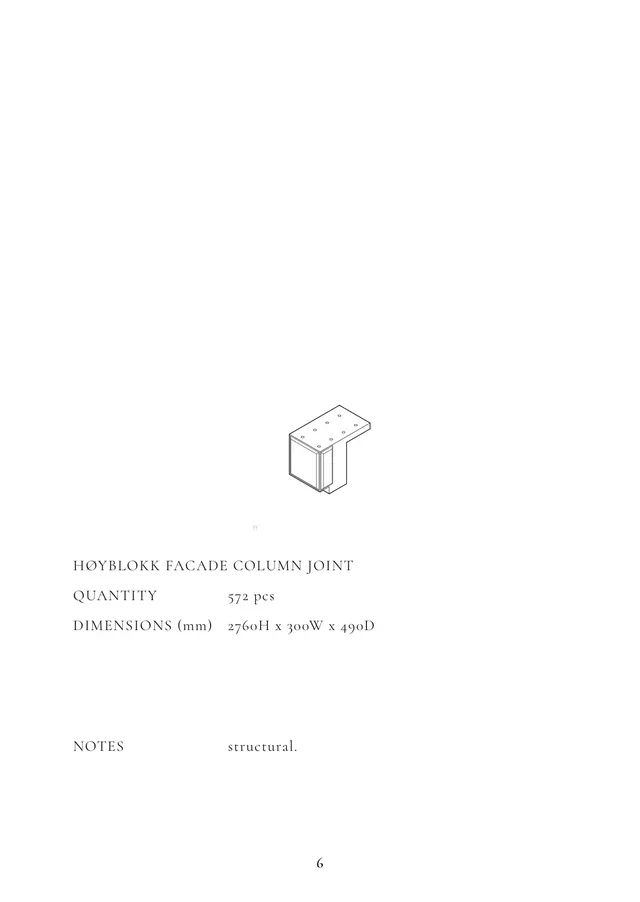 HØYBLOKK FACADE COLUMN JOINT
QUANTITY 572 pcs
DIMENSIONS (mm) 2760H x 300W x 490D
NOTES structural.
6